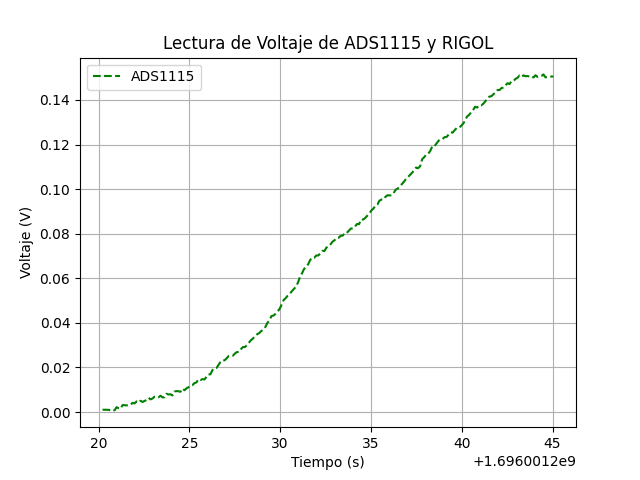 Lectura de Voltaje de ADS1115 y RIGOL
ADS1115
0.14
0.12
0.10
0.08
0.06
0.04
0.02
0.00
Voltaje (V)
20 25 30 35 40 45
Tiempo (s)
+1.6960012e9